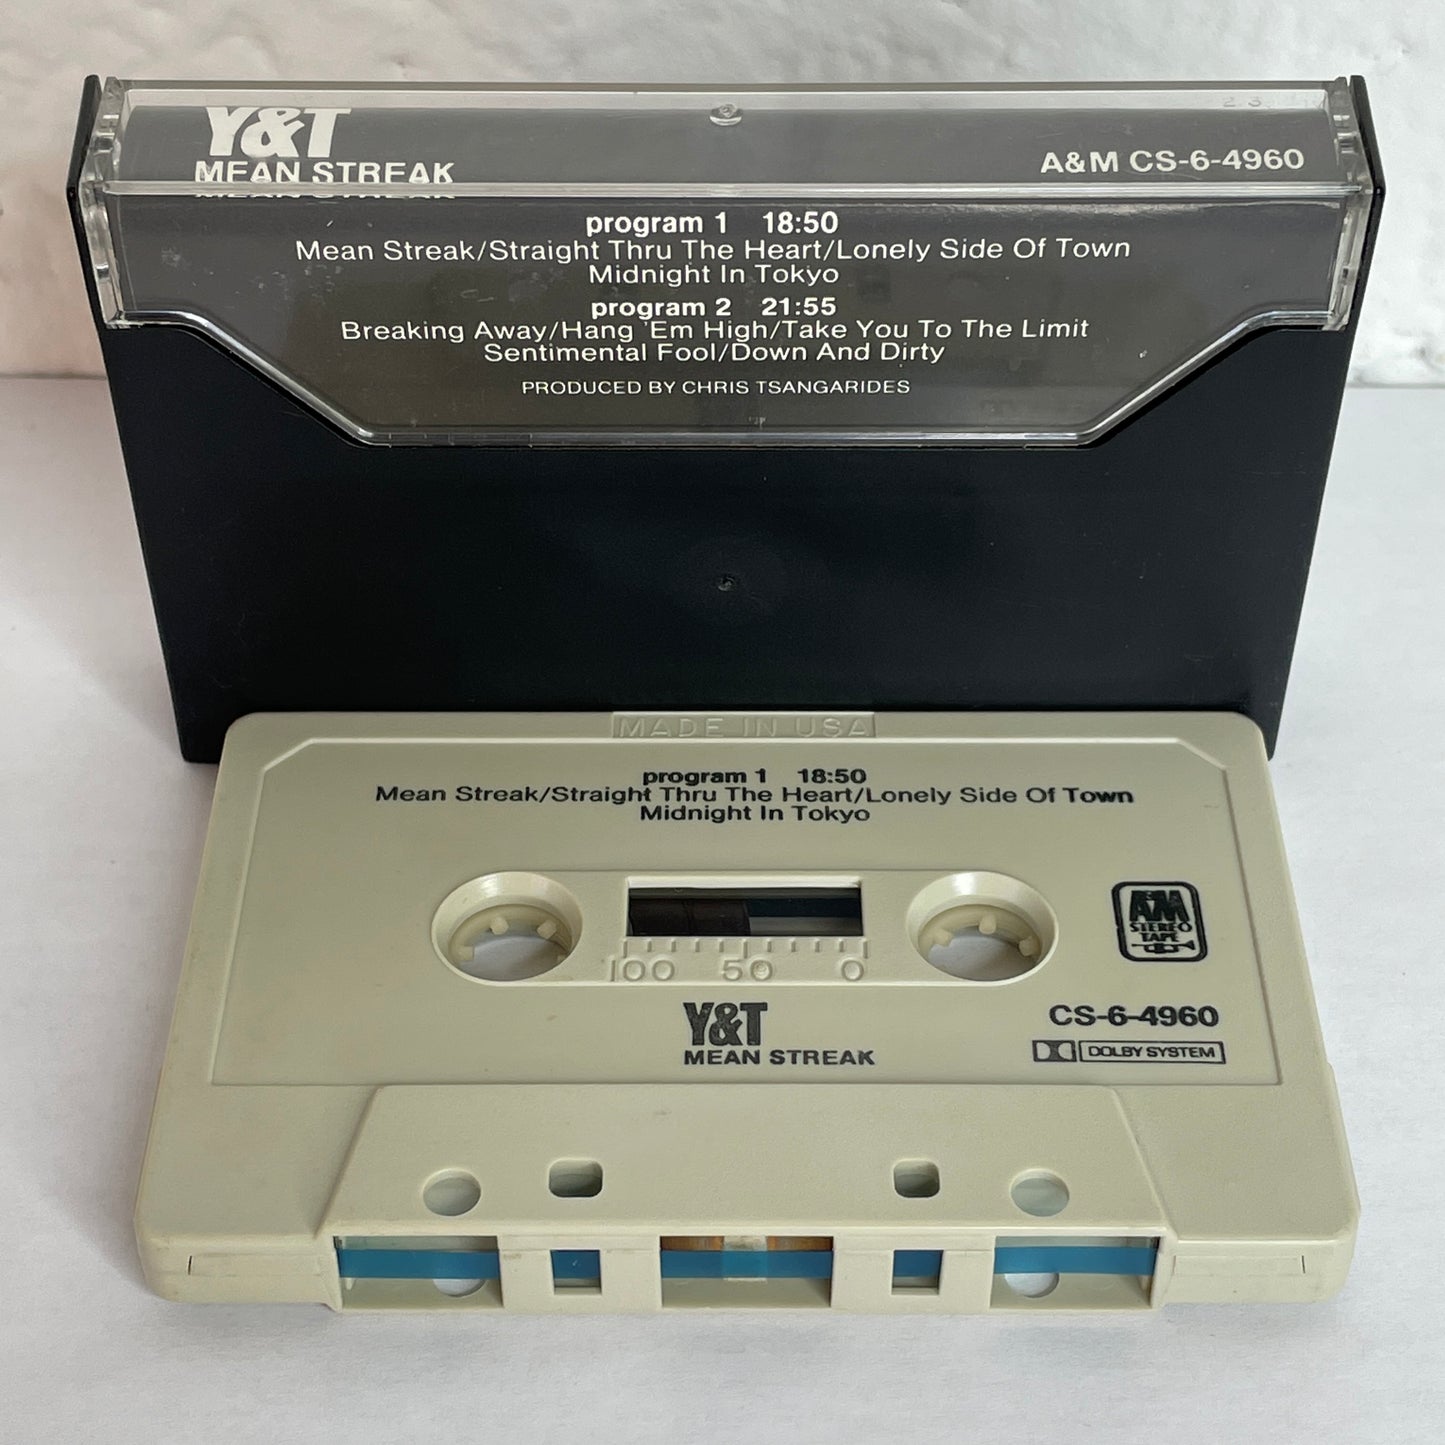 Y&T
MEAN STREAK
A&M CS-6-4960
program 1 18:50
Mean Streak/Straight Thru The Heart/Lonely Side Of Town
Midnight In Tokyo
program 2 21:55
Breaking Away/Hang 'Em High/Take You To The Limit
Sentimental Fool/Down And Dirty
PRODUCED BY CHRIS TSANGARIDES
MADE IN USA
program 1 18:50
Mean Streak/Straight Thru The Heart/Lonely Side Of Town
Midnight In Tokyo
A&M
STEREO
TAPE
100 50 0
Y&T
MEAN STREAK
CS-6-4960
DOLBY SYSTEM